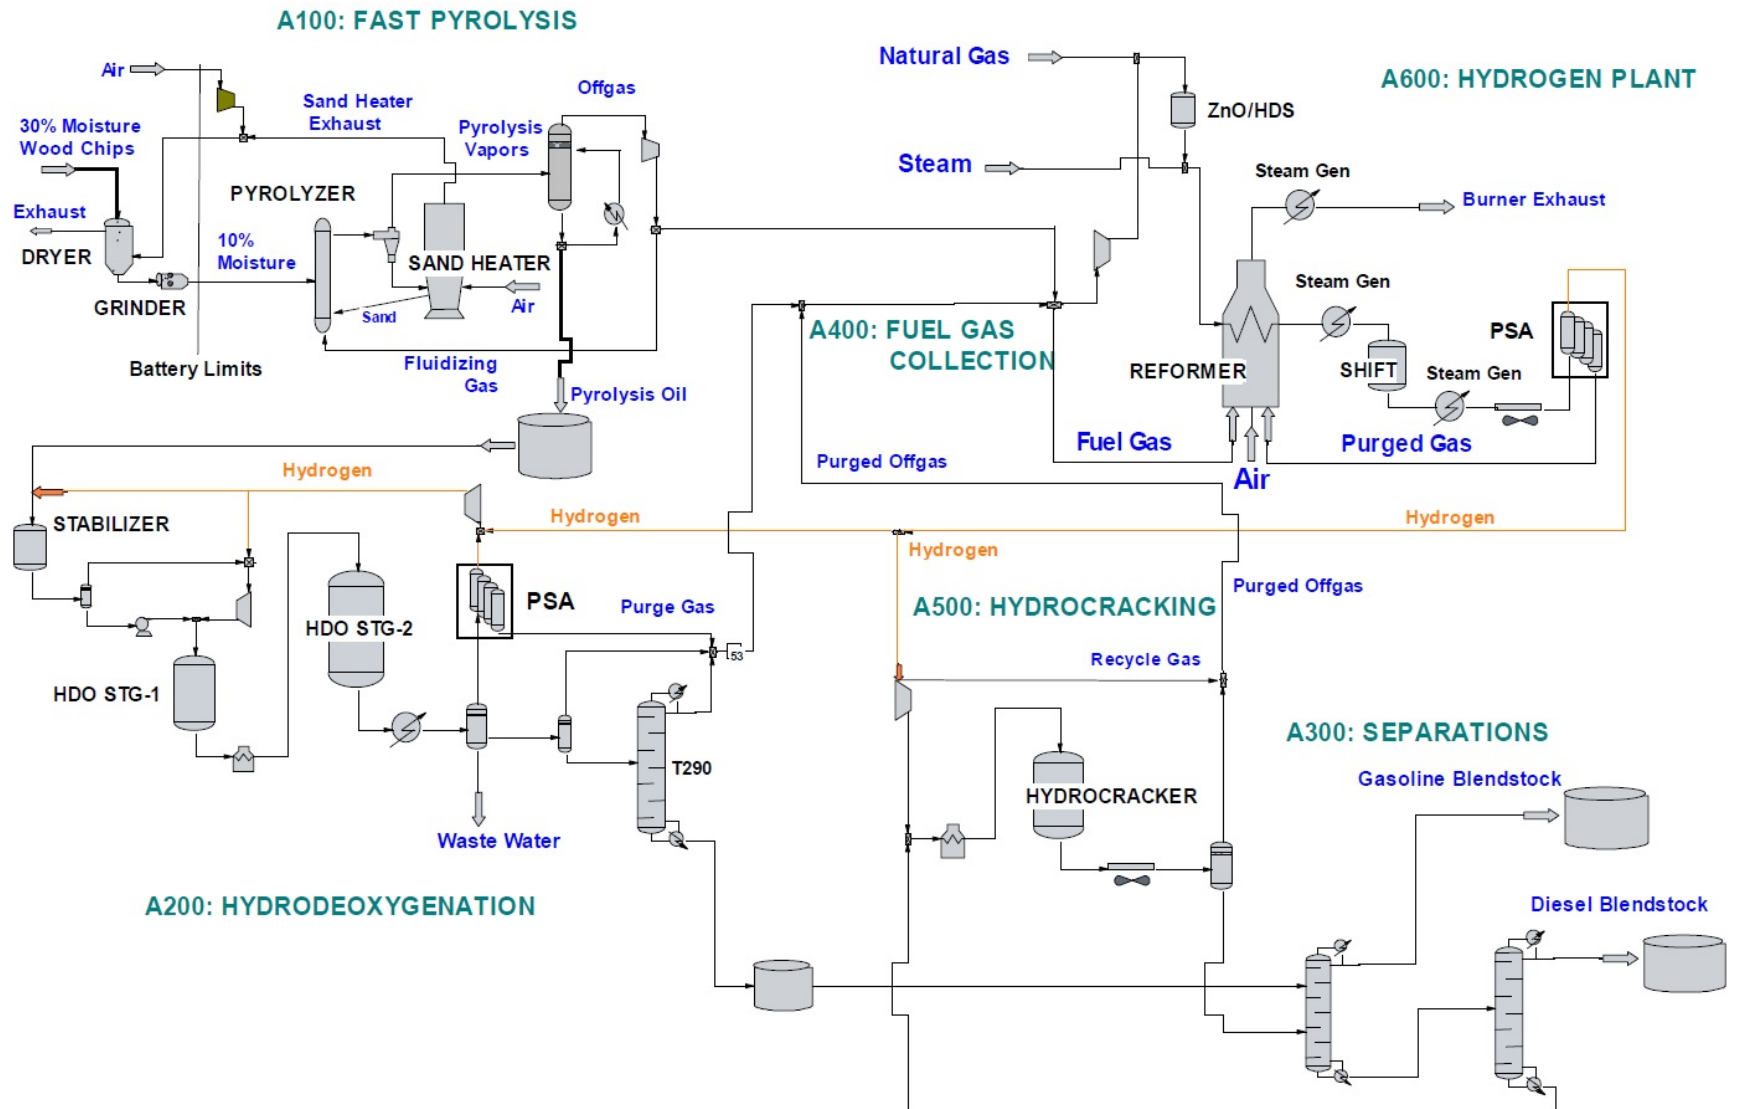 A100: FAST PYROLYSIS
Air
30% Moisture
Wood Chips
Sand Heater
Exhaust
Pyrolysis
Vapors
Offgas
PYROLYZER
Exhaust
DRYER
10%
Moisture
SAND HEATER
GRINDER
Air
Sand
Battery Limits
Fluidizing
Gas
Pyrolysis Oil
Natural Gas
A600: HYDROGEN PLANT
ZnO/HDS
Steam
Steam Gen
Burner Exhaust
Steam Gen
PSA
REFORMER
SHIFT
Steam Gen
A400: FUEL GAS
COLLECTION
Fuel Gas
Purged Gas
Air
Purged Offgas
Hydrogen
STABILIZER
Hydrogen
Hydrogen
Hydrogen
Purged Offgas
PSA
Purge Gas
A500: HYDROCRACKING
HDO STG-2
53
Recycle Gas
HDO STG-1
T290
Waste Water
HYDROCRACKER
A300: SEPARATIONS
Gasoline Blendstock
A200: HYDRODEOXYGENATION
Diesel Blendstock